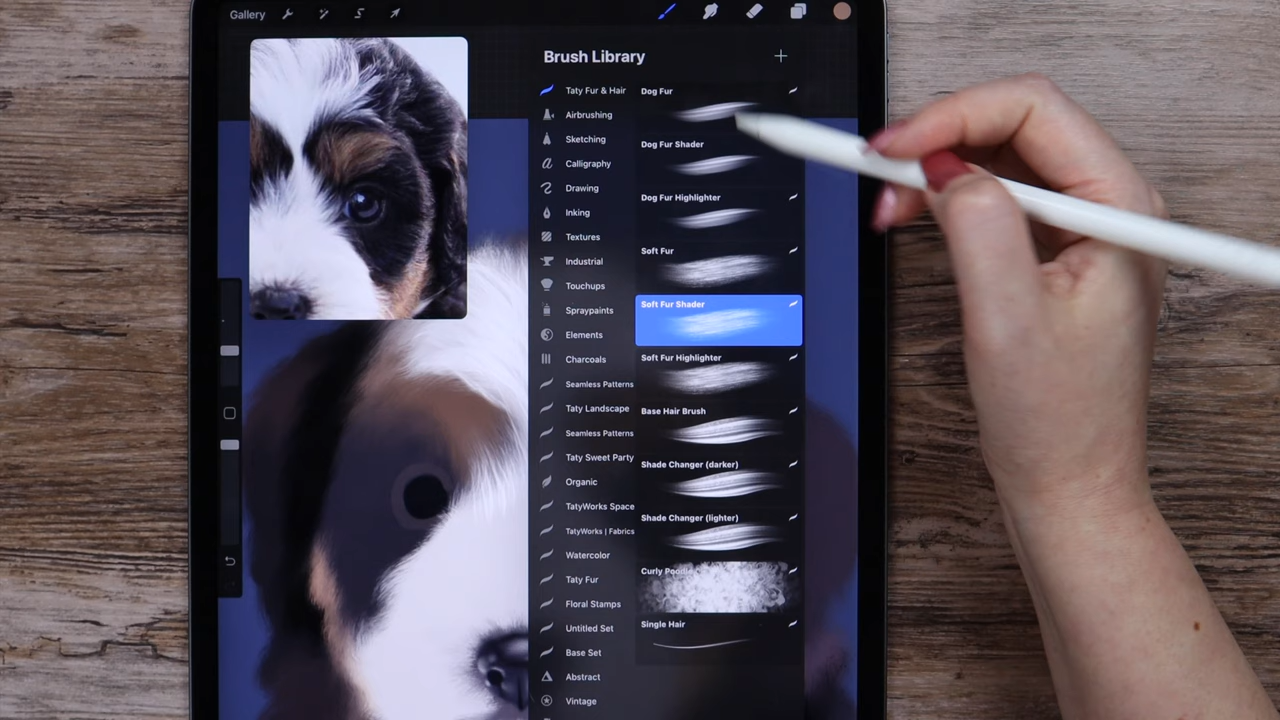 Gallery
Brush Library
Taty Fur & Hair
Airbrushing
Sketching
Calligraphy
Drawing
Inking
Textures
Industrial
Touchups
Spraypaints
Elements
Charcoals
Seamless Patterns
Taty Landscape
Seamless Patterns
Taty Sweet Party
Organic
TatyWorks Space
TatyWorks | Fabrics
Watercolor
Taty Fur
Floral Stamps
Untitled Set
Base Set
Abstract
Vintage
Dog Fur
Dog Fur Shader
Dog Fur Highlighter
Soft Fur
Soft Fur Shader
Soft Fur Highlighter
Base Hair Brush
Shade Changer (darker)
Shade Changer (lighter)
Curly Poodle
Single Hair